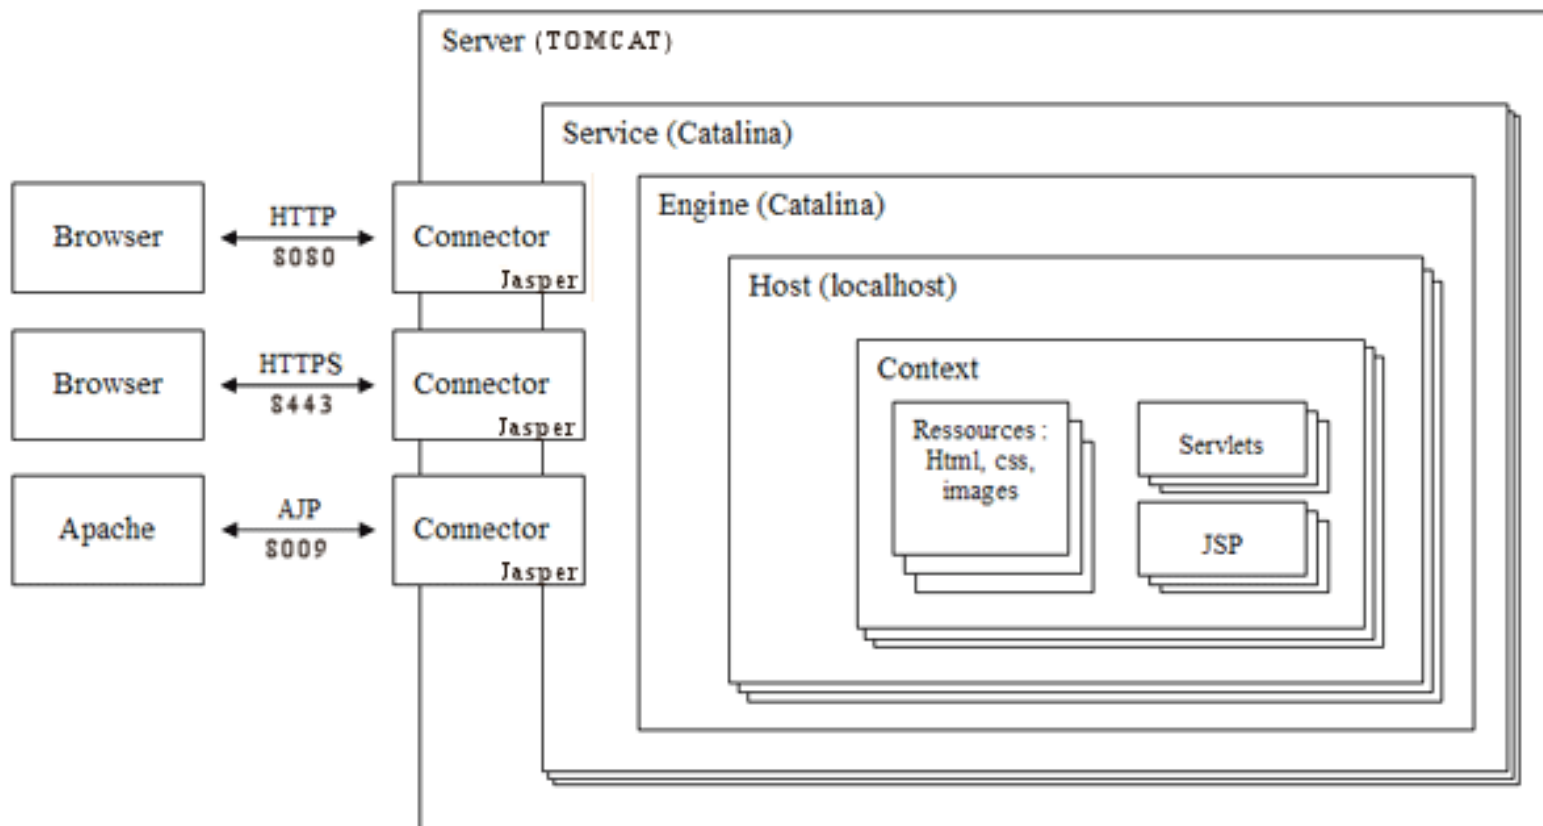 Server (TOMCAT)
Service (Catalina)
Engine (Catalina)
Host (localhost)
Context
Ressources :
Html, css,
images
Servlets
JSP
Browser
HTTP
8080
Connector
Jasper
Browser
HTTPS
8443
Connector
Jasper
Apache
AJP
8009
Connector
Jasper